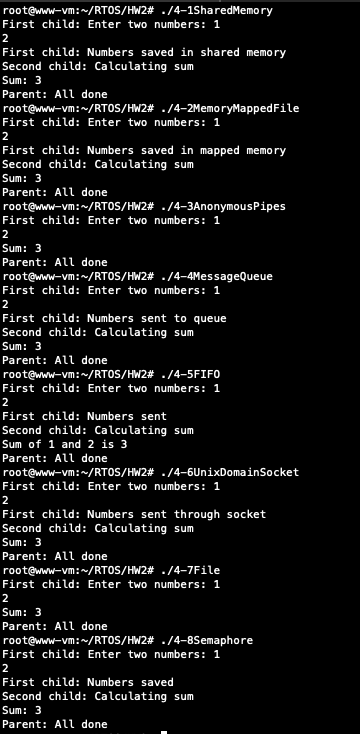 root@www-vm:~/RTOS/HW2# ./4-1SharedMemory
First child: Enter two numbers: 1
2
First child: Numbers saved in shared memory
Second child: Calculating sum
Sum: 3
Parent: All done
root@www-vm:~/RTOS/HW2# ./4-2MemoryMappedFile
First child: Enter two numbers: 1
2
First child: Numbers saved in mapped memory
Second child: Calculating sum
Sum: 3
Parent: All done
root@www-vm:~/RTOS/HW2# ./4-3AnonymousPipes
First child: Enter two numbers: 1
2
Sum: 3
Parent: All done
root@www-vm:~/RTOS/HW2# ./4-4MessageQueue
First child: Enter two numbers: 1
2
First child: Numbers sent to queue
Second child: Calculating sum
Sum: 3
Parent: All done
root@www-vm:~/RTOS/HW2# ./4-5FIFO
First child: Enter two numbers: 1
2
First child: Numbers sent
Second child: Calculating sum
Sum of 1 and 2 is 3
root@www-vm:~/RTOS/HW2# ./4-6UnixDomainSocket
First child: Enter two numbers: 1
2
First child: Numbers sent through socket
Second child: Calculating sum
Sum: 3
Parent: All done
root@www-vm:~/RTOS/HW2# ./4-7File
First child: Enter two numbers: 1
2
Sum: 3
Parent: All done
root@www-vm:~/RTOS/HW2# ./4-8Semaphore
First child: Enter two numbers: 1
2
First child: Numbers saved
Second child: Calculating sum
Sum: 3
Parent: All done